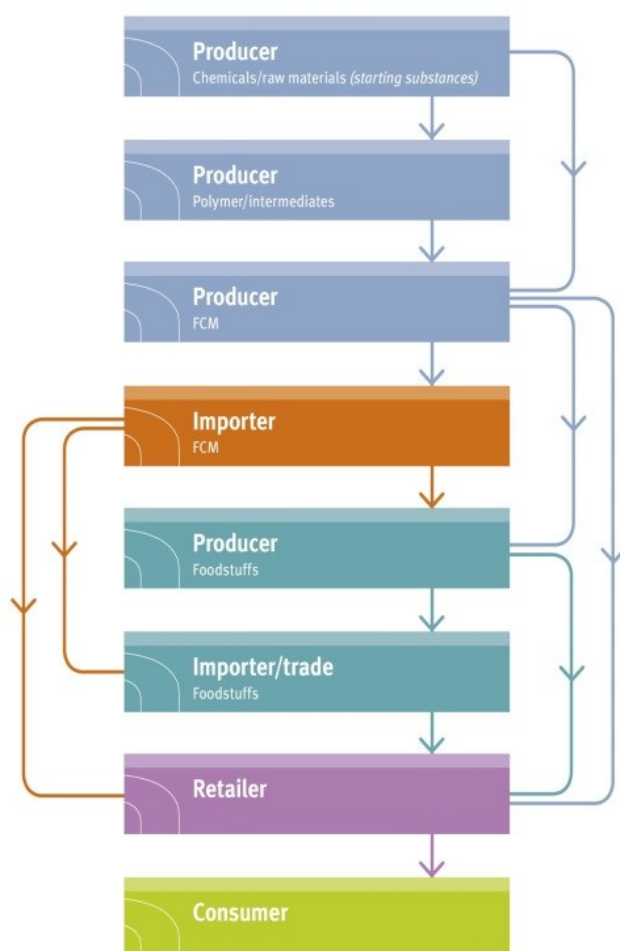 Producer
Chemicals/raw materials (starting substances)
Producer
Polymer/intermediates
Producer
FCM
Importer
FCM
Producer
Foodstuffs
Importer/trade
Foodstuffs
Retailer
Consumer